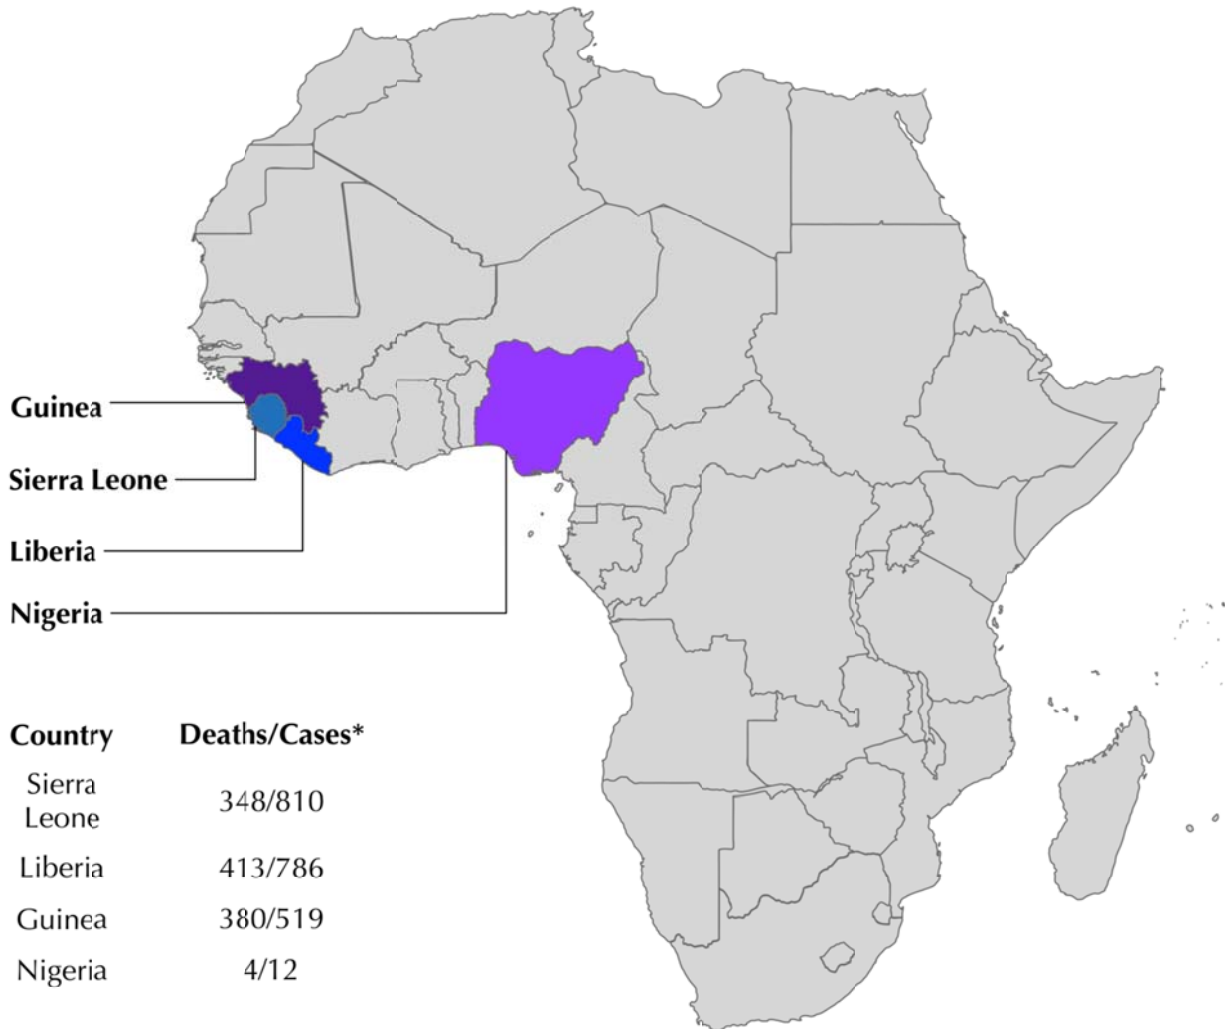 Guinea
Sierra Leone
Liberia
Nigeria
Country Deaths/Cases*
Sierra
Leone
348/810
Liberia 413/786
Guinea 380/519
Nigeria 4/12